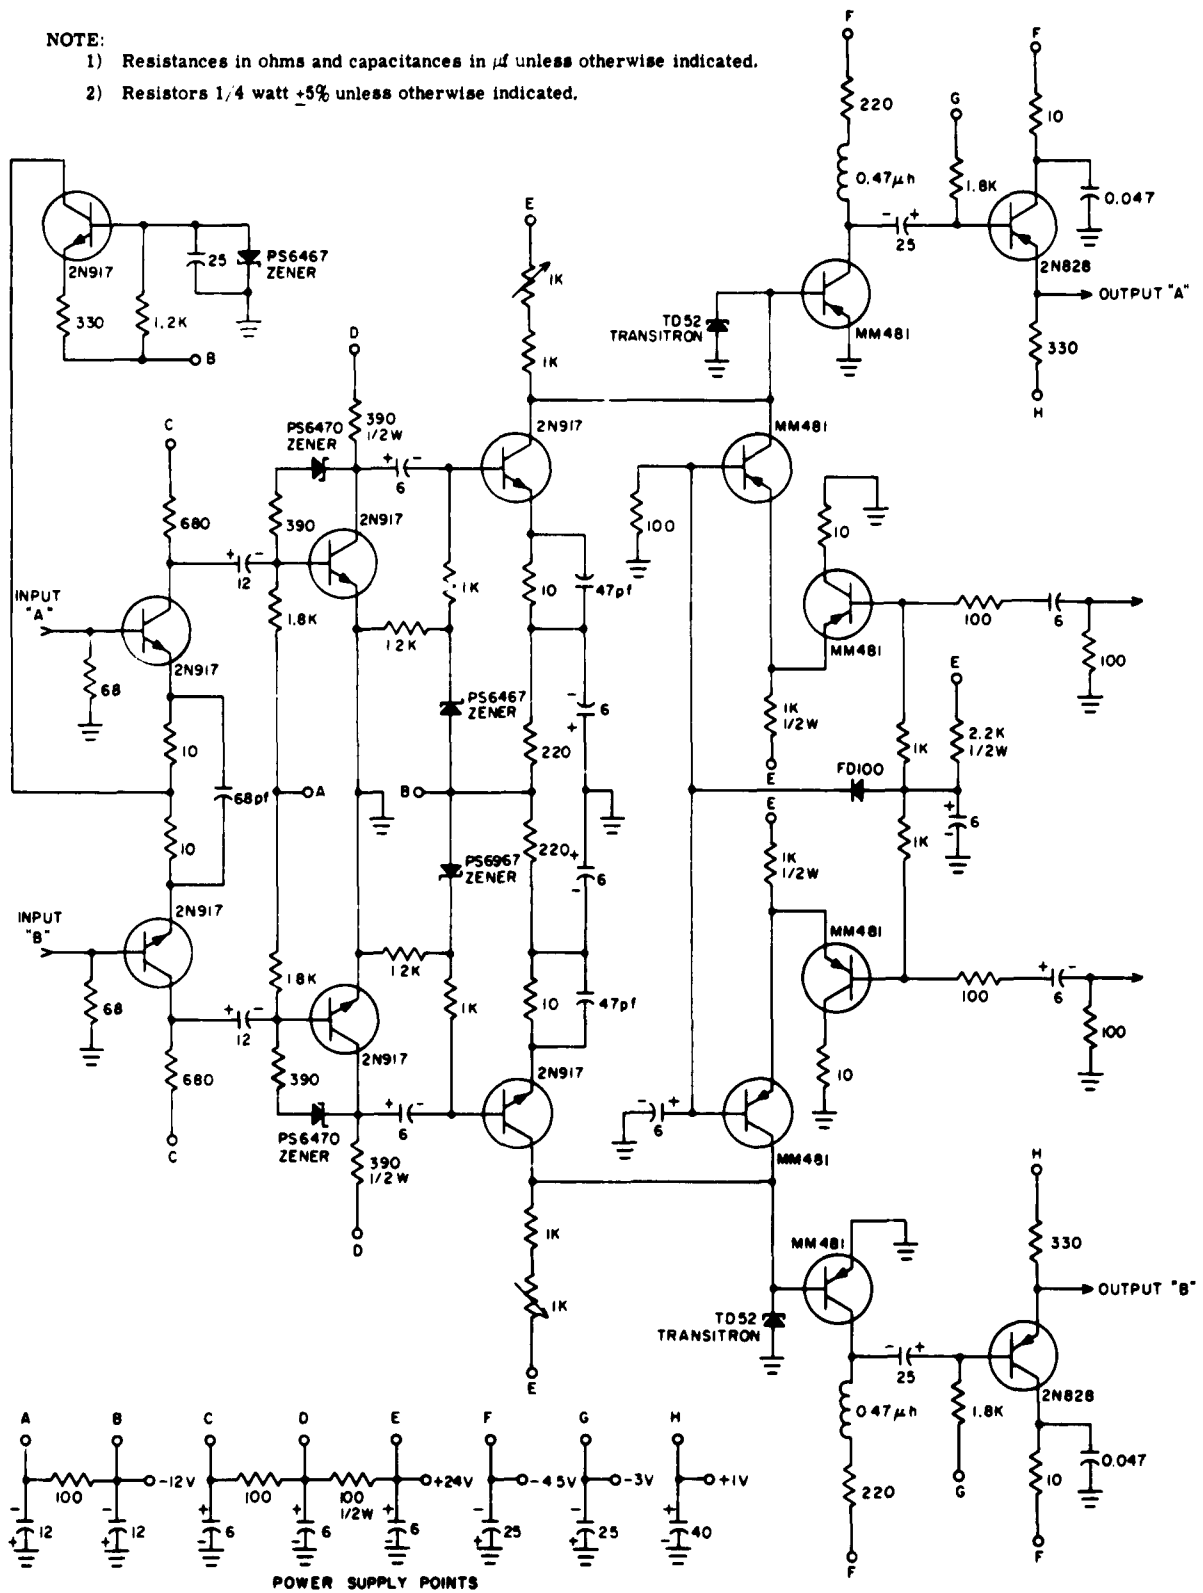 NOTE:
1) Resistances in ohms and capacitances in µf unless otherwise indicated.
2) Resistors 1/4 watt ±5% unless otherwise indicated.
F
F
220
G
10
0.47µh
1.8K
0.047
25
2N828
OUTPUT "A"
MM481
330
H
2N917
25
PS6467
ZENER
330
1.2K
B
E
1K
1K
TD52
TRANSITRON
D
C
390
1/2W
PS6470
ZENER
2N917
MM481
6
680
390
2N917
100
10
12
1K
10
47pf
INPUT
"A"
1.8K
12K
MM481
100
6
100
2N917
68
PS6467
ZENER
6
1K
1/2W
E
2.2K
1/2W
10
220
1K
E
FD100
68pf
A
B
E
6
10
PS6967
ZENER
220
6
1K
1/2W
1K
INPUT
"B"
2N917
MM481
12K
18K
68
1K
10
47pf
100
6
100
12
2N917
680
390
2N917
10
C
PS6470
ZENER
6
6
MM481
390
1/2W
D
1K
1K
E
MM481
H
330
OUTPUT "B"
TD52
TRANSITRON
25
2N828
0.47µh
1.8K
0.047
220
G
10
F
F
A B C D E F G H
100 -12V 100 100 1/2W +24V -45V -3V +1V
12 12 6 6 6 25 25 40
POWER SUPPLY POINTS